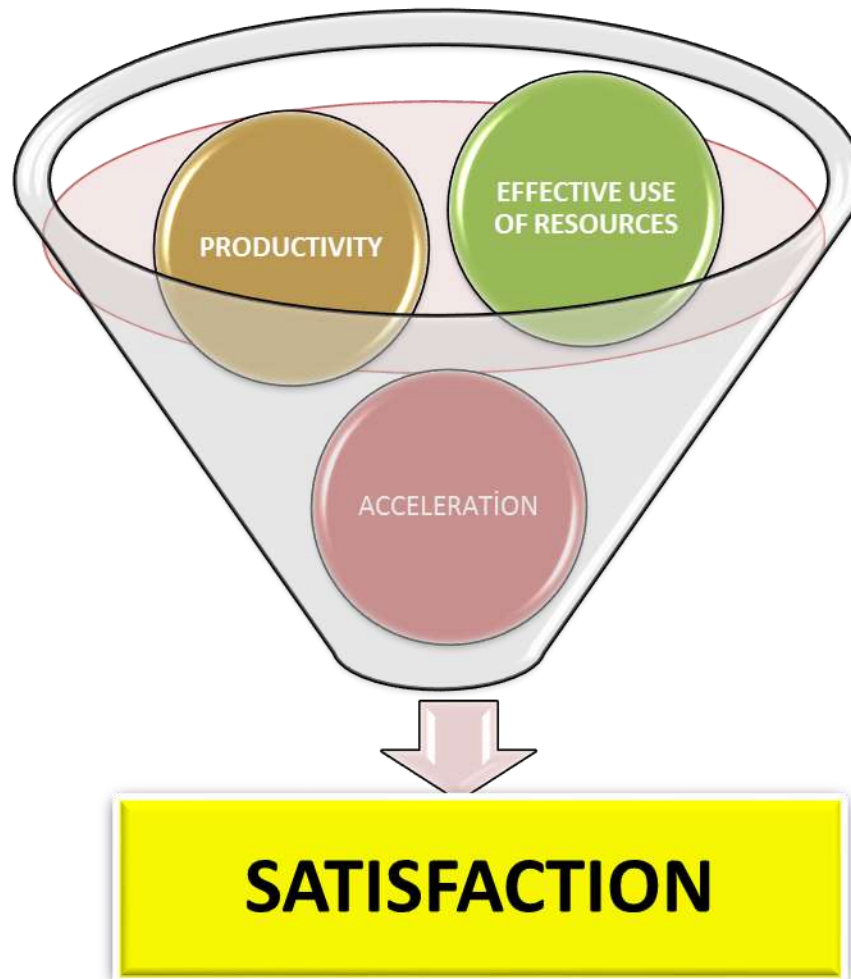 PRODUCTIVITY
EFFECTIVE USE
OF RESOURCES
ACCELERATİON
SATISFACTION